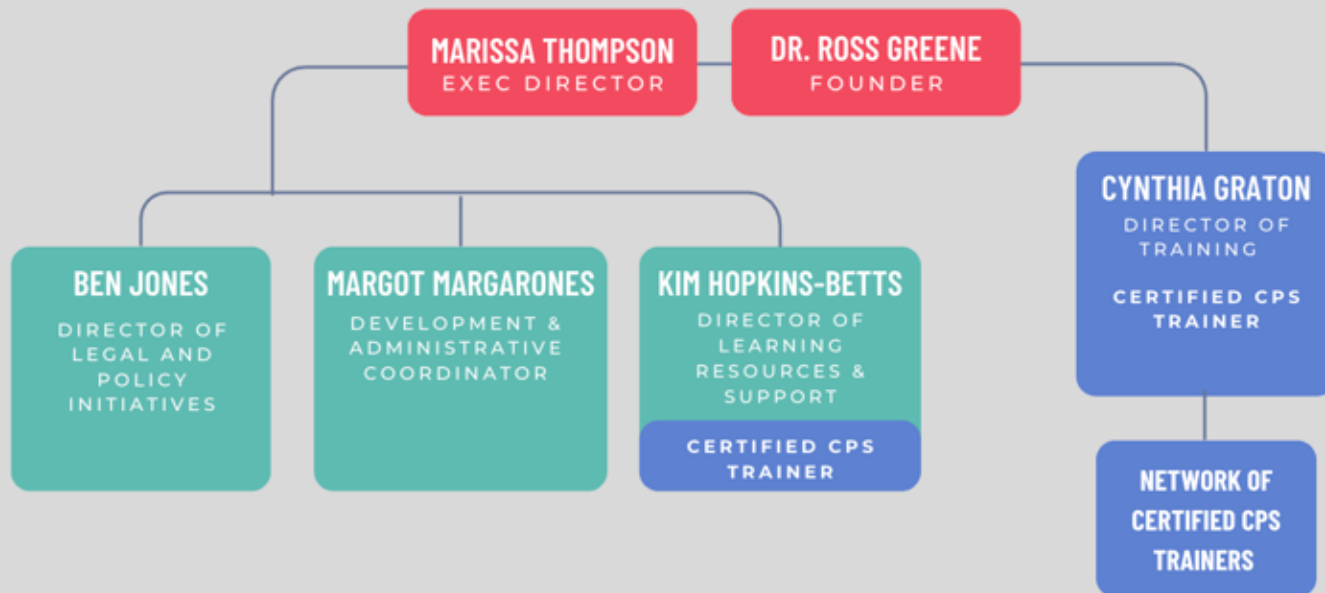 MARISSA THOMPSON
EXEC DIRECTOR
DR. ROSS GREENE
FOUNDER
CYNTHIA GRATON
DIRECTOR OF
TRAINING
CERTIFIED CPS
TRAINER
BEN JONES
DIRECTOR OF
LEGAL AND
POLICY
INITIATIVES
MARGOT MARGARONES
DEVELOPMENT &
ADMINISTRATIVE
COORDINATOR
KIM HOPKINS-BETTS
DIRECTOR OF
LEARNING
RESOURCES &
SUPPORT
CERTIFIED CPS
TRAINER
NETWORK OF
CERTIFIED CPS
TRAINERS